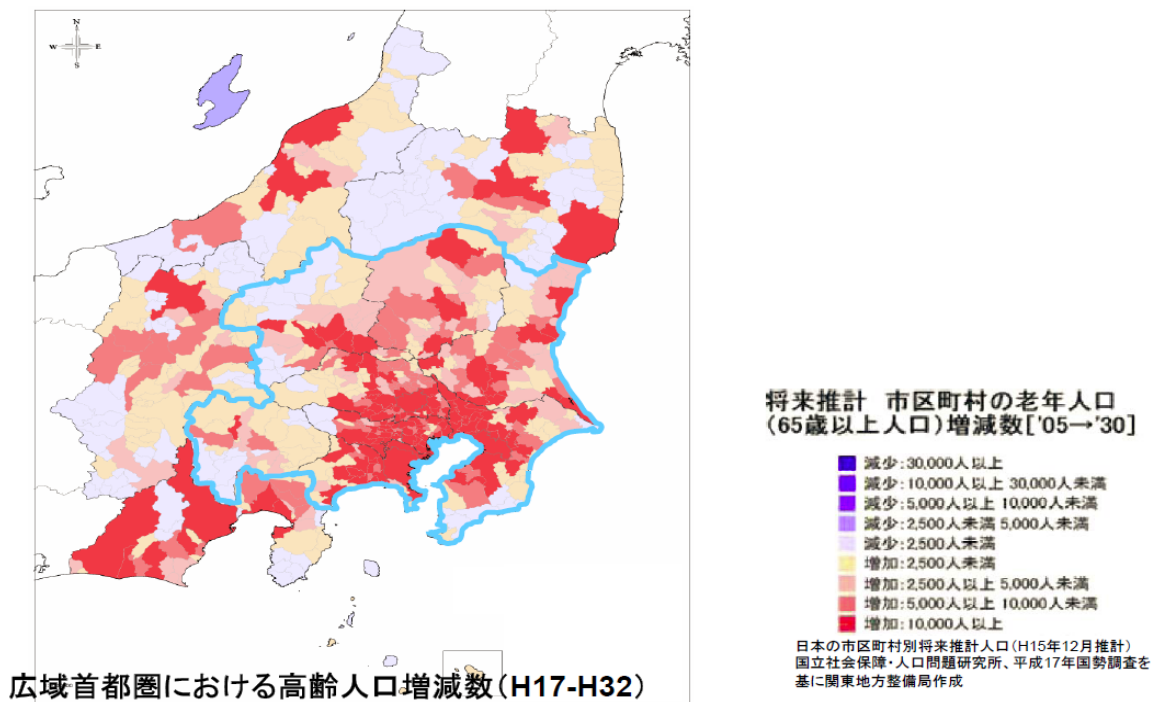 N
W E
S
将来推計 市区町村の老年人口
(65歳以上人口)増減数['05→'30]
減少:30,000人以上
減少:10,000人以上 30,000人未満
減少:5,000人以上 10,000人未満
減少:2,500人未満 5,000人未満
減少:2,500人未満
増加:2,500人未満
増加:2,500人以上 5,000人未満
増加:5,000人以上 10,000人未満
増加:10,000人以上
日本の市区町村別将来推計人口(H15年12月推計)
国立社会保障・人口問題研究所、平成17年国勢調査を
基に関東地方整備局作成
広域首都圏における高齢人口増減数(H17-H32)